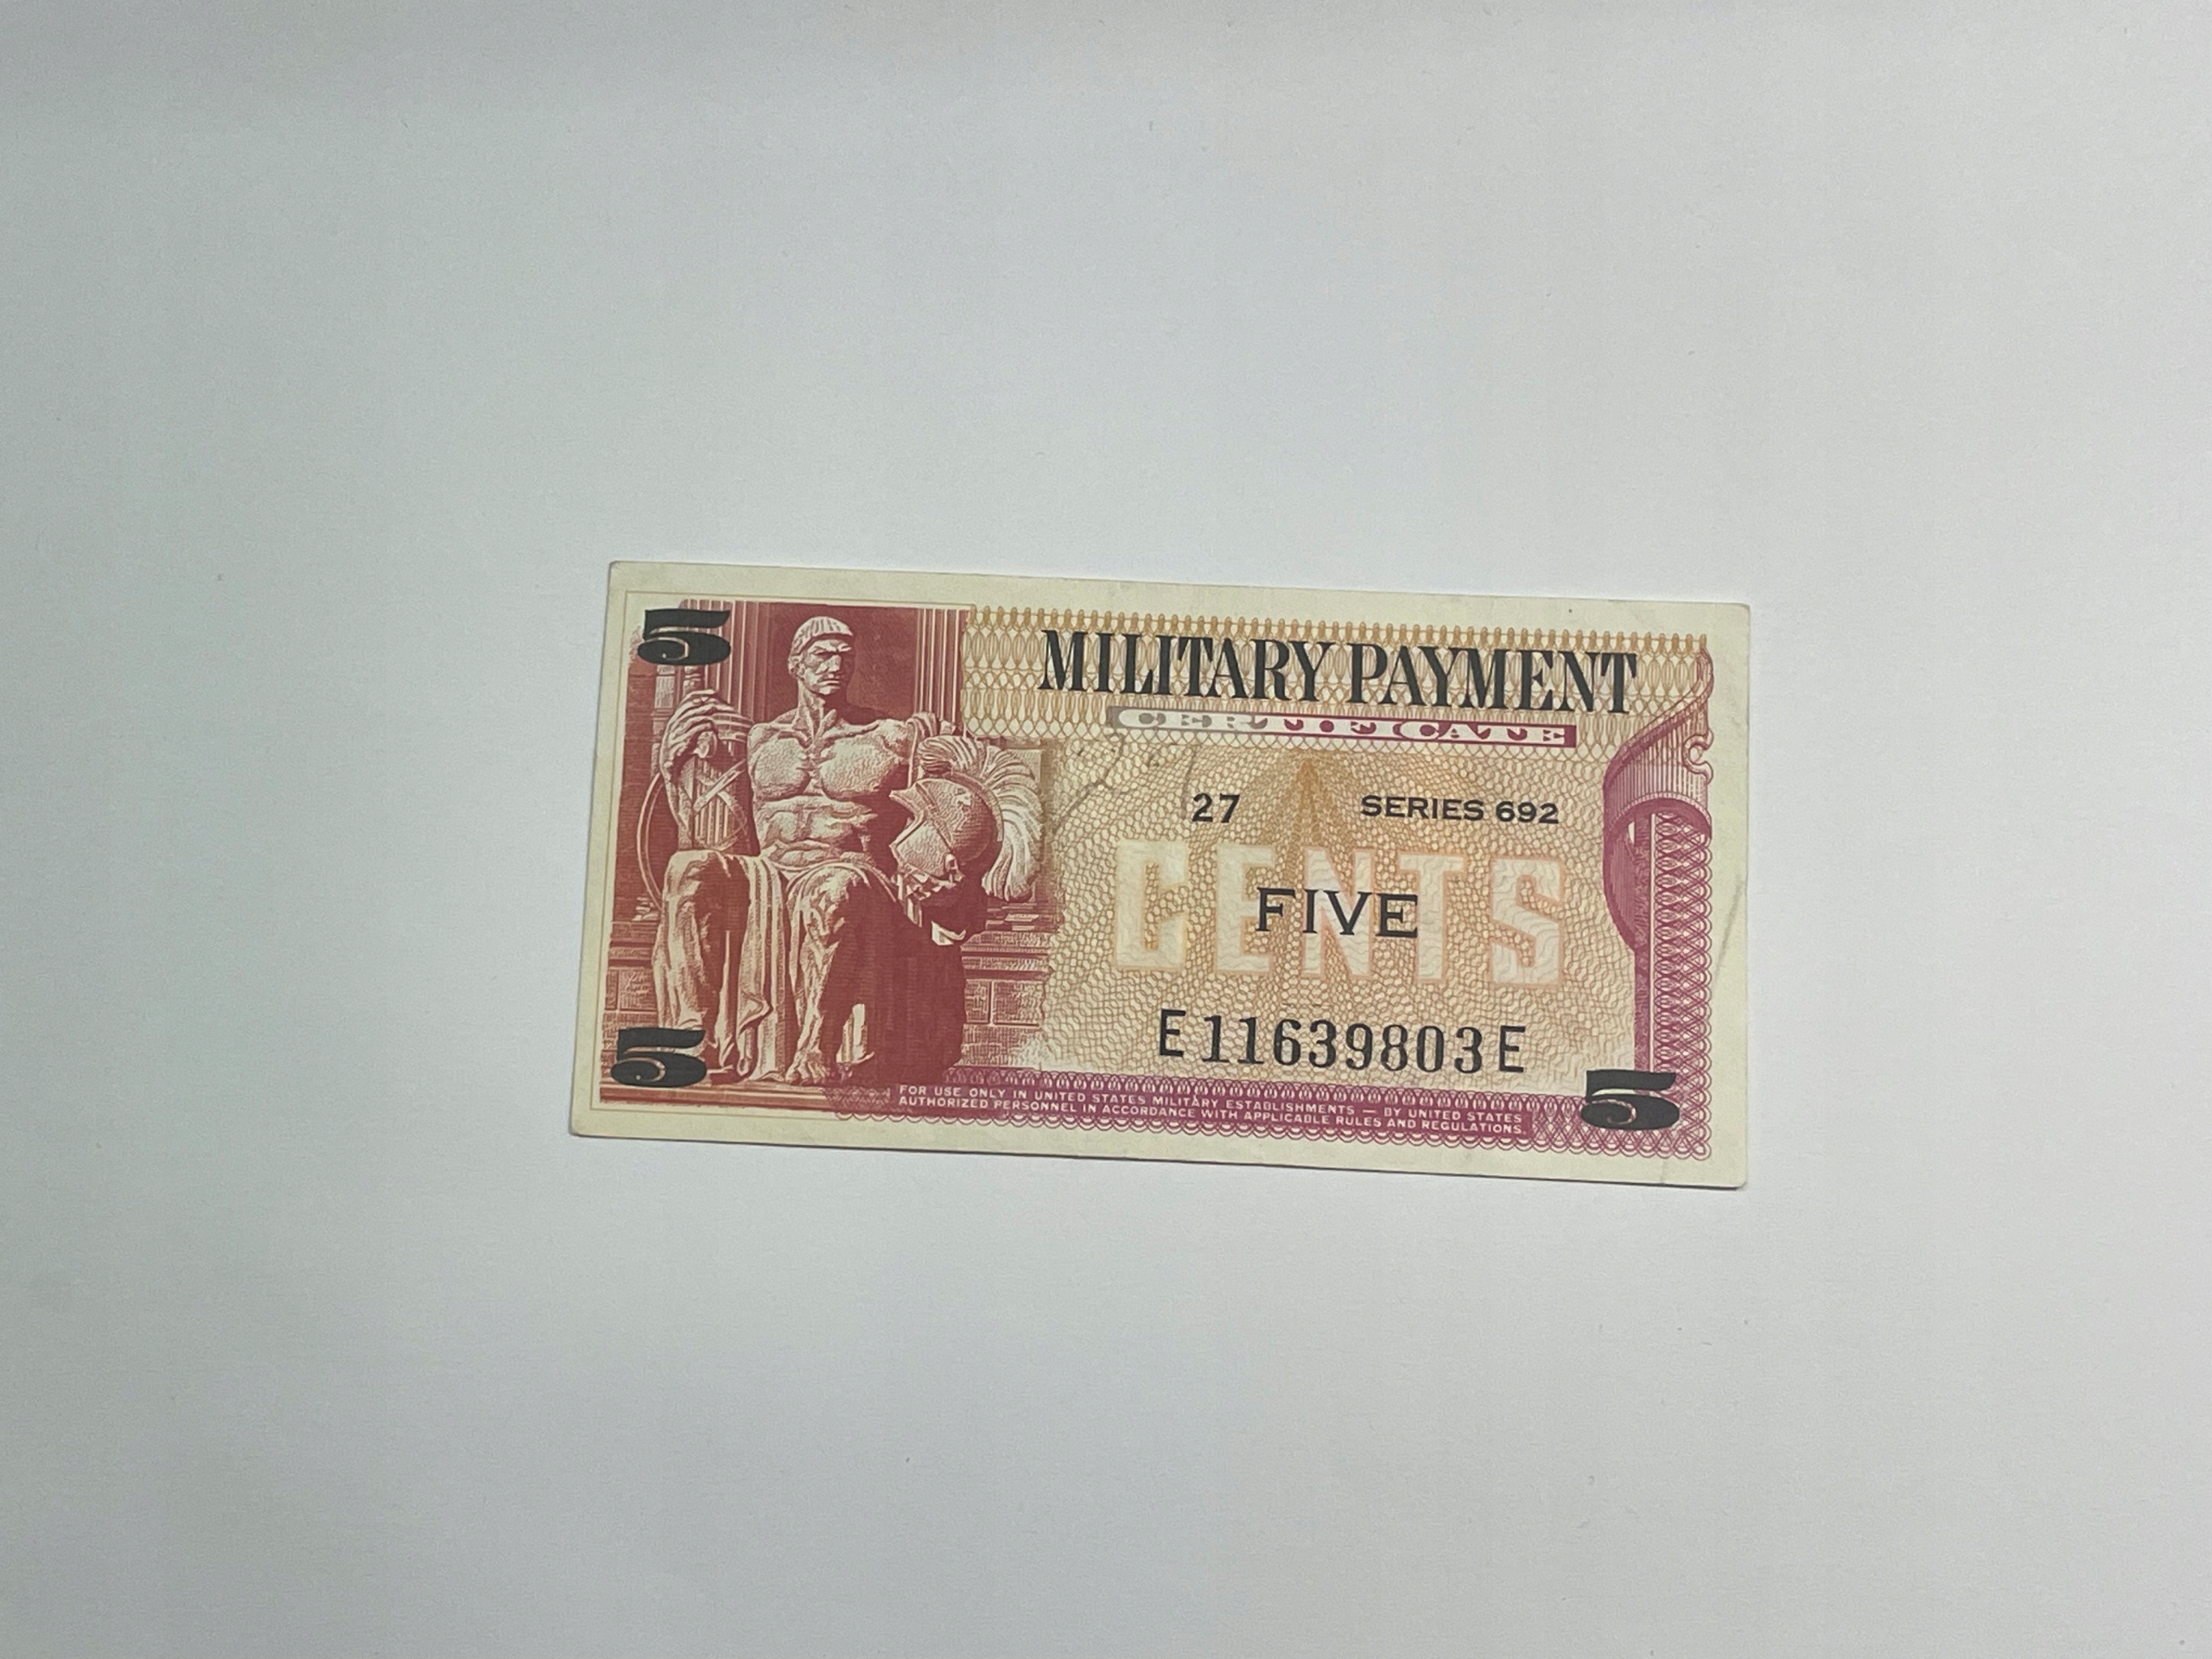 5
MILITARY PAYMENT
CERTIFICATE
27 SERIES 692
CENTS
FIVE
E11639803E
5
FOR USE ONLY IN UNITED STATES MILITARY ESTABLISHMENTS — BY UNITED STATES
AUTHORIZED PERSONNEL IN ACCORDANCE WITH APPLICABLE RULES AND REGULATIONS.
5